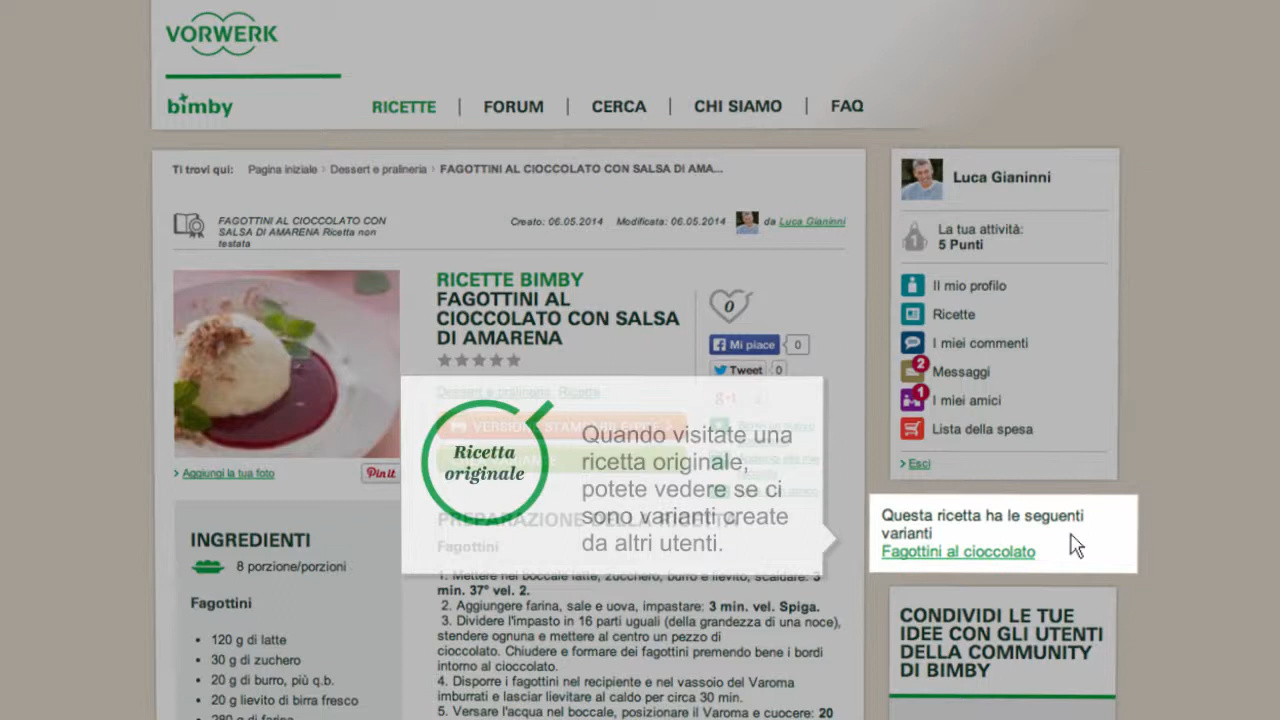 VORWERK
bimby
RICETTE | FORUM | CERCA | CHI SIAMO | FAQ
Ti trovi qui: Pagina iniziale › Dessert e pralineria › FAGOTTINI AL CIOCCOLATO CON SALSA DI AMA...
FAGOTTINI AL CIOCCOLATO CON
SALSA DI AMARENA Ricetta non
testata
Creato: 06.05.2014 Modificata: 06.05.2014 da Luca Gianinni
RICETTE BIMBY
FAGOTTINI AL
CIOCCOLATO CON SALSA
DI AMARENA
0
Mi piace 0
Tweet 0
Dessert e pralineria, Ricette
Aggiungi la tua foto
Pin it
Ricetta
originale
Quando visitate una
ricetta originale,
potete vedere se ci
sono varianti create
da altri utenti.
PREPARAZIONE DELLA RICETTA
Fagottini
1. Mettere nel boccale latte, zucchero, burro e lievito, scaldare: 3
min. 37° vel. 2.
2. Aggiungere farina, sale e uova, impastare: 3 min. vel. Spiga.
3. Dividere l'impasto in 16 parti uguali (della grandezza di una noce),
stendere ognuna e mettere al centro un pezzo di
cioccolato. Chiudere e formare dei fagottini premendo bene i bordi
intorno al cioccolato.
4. Disporre i fagottini nel recipiente e nel vassoio del Varoma
imburrati e lasciar lievitare al caldo per circa 30 min.
5. Versare l'acqua nel boccale, posizionare il Varoma e cuocere: 20
INGREDIENTI
8 porzione/porzioni
Fagottini
120 g di latte
30 g di zuchero
20 g di burro, più q.b.
20 g lievito di birra fresco
280 g di farina
Luca Gianinni
1
La tua attività:
5 Punti
Il mio profilo
Ricette
I miei commenti
2
Messaggi
1
I miei amici
Lista della spesa
Esci
Questa ricetta ha le seguenti
varianti
Fagottini al cioccolato
CONDIVIDI LE TUE
IDEE CON GLI UTENTI
DELLA COMMUNITY
DI BIMBY